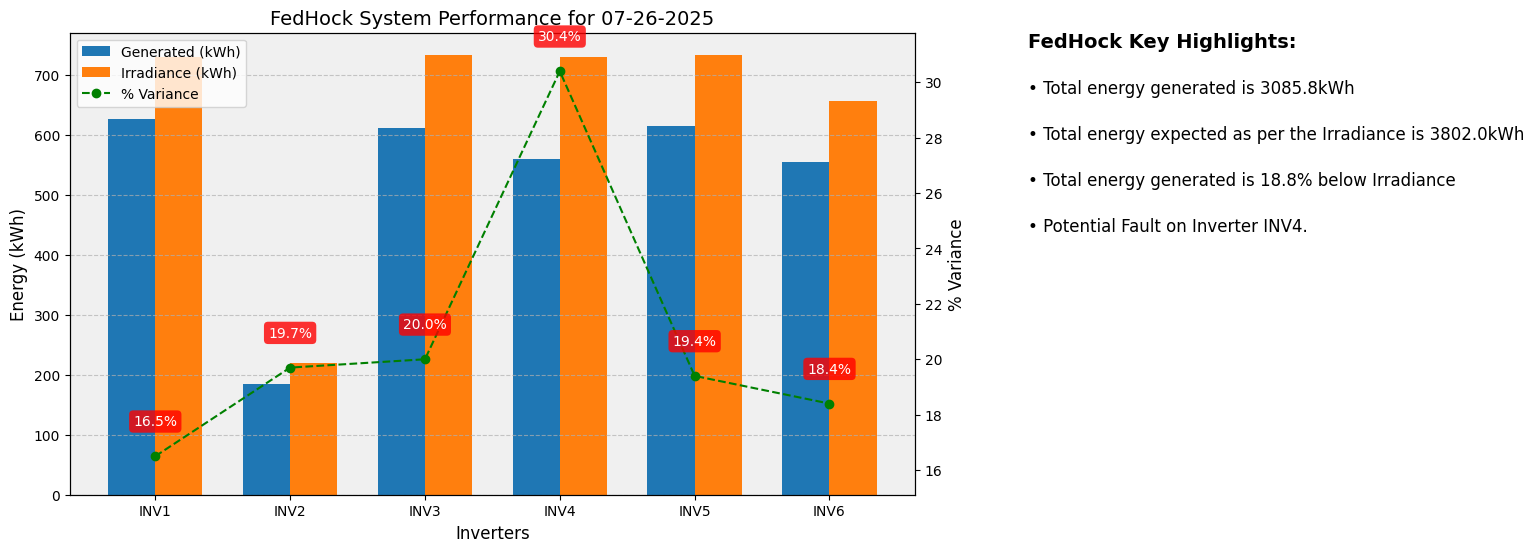 FedHock System Performance for 07-26-2025
Generated (kWh)
Irradiance (kWh)
% Variance
Energy (kWh)
700
600
500
400
300
200
100
0
16.5%
19.7%
20.0%
30.4%
19.4%
18.4%
30
28
26
24
22
20
18
16
% Variance
INV1
INV2
INV3
INV4
INV5
INV6
Inverters
FedHock Key Highlights:
• Total energy generated is 3085.8kWh
• Total energy expected as per the Irradiance is 3802.0kWh
• Total energy generated is 18.8% below Irradiance
• Potential Fault on Inverter INV4.